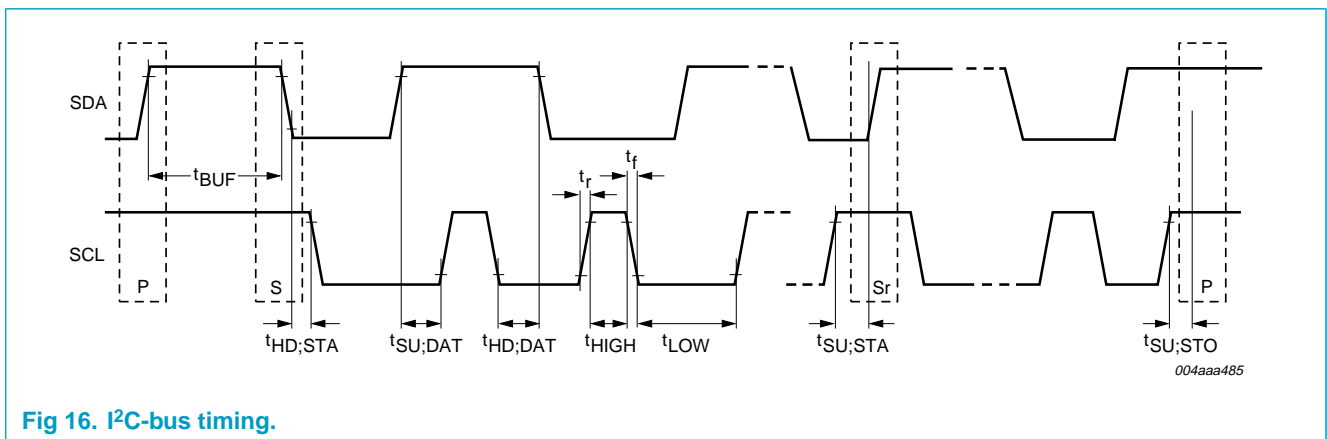 SDA
tBUF
tf
tr
SCL
P
S
Sr
P
tHD;STA
tSU;DAT
tHD;DAT
tHIGH
tLOW
tSU;STA
tSU;STO
004aaa485
Fig 16. I²C-bus timing.